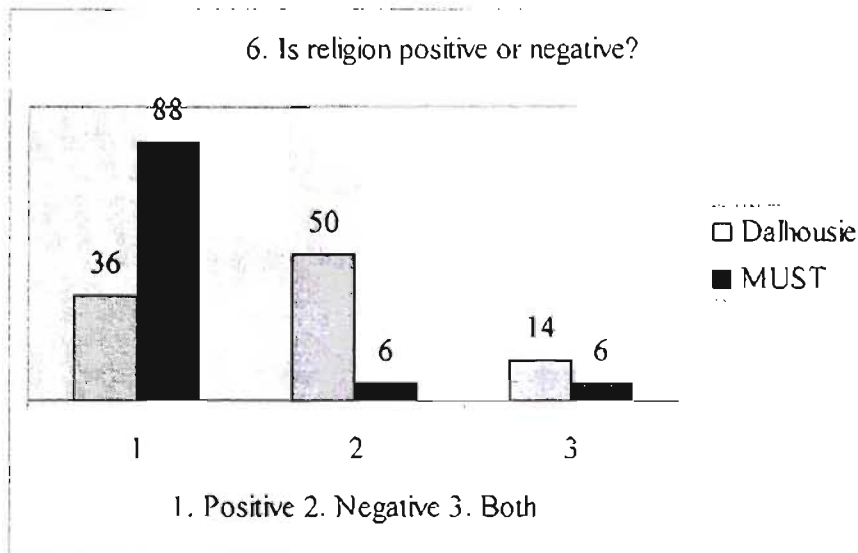 6. Is religion positive or negative?
88
36
50
6
14
6
Dalhousie
MUST
1
2
3
1. Positive 2. Negative 3. Both